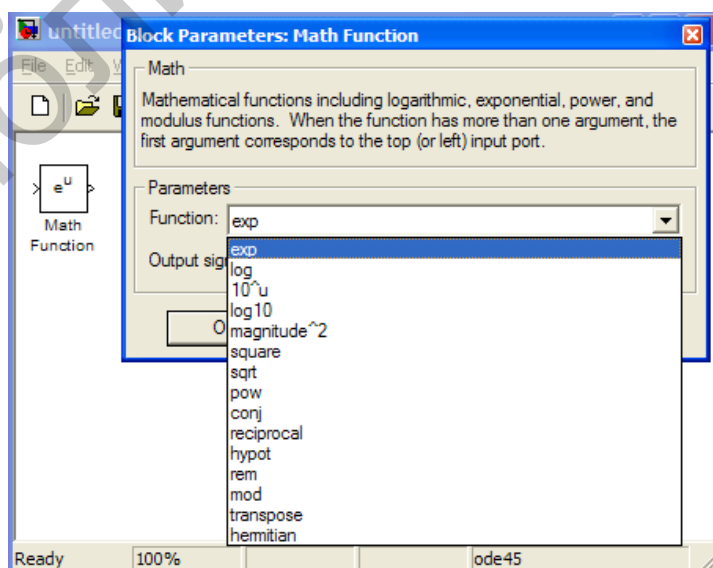 untitled
Block Parameters: Math Function
File Edit
Math
Mathematical functions including logarithmic, exponential, power, and
modulus functions. When the function has more than one argument, the
first argument corresponds to the top (or left) input port.
e^u
Math
Function
Parameters
Function: exp
Output sig
exp
log
10^u
log10
magnitude^2
square
sqrt
pow
conj
reciprocal
hypot
rem
mod
transpose
hermitian
Ready 100% ode45